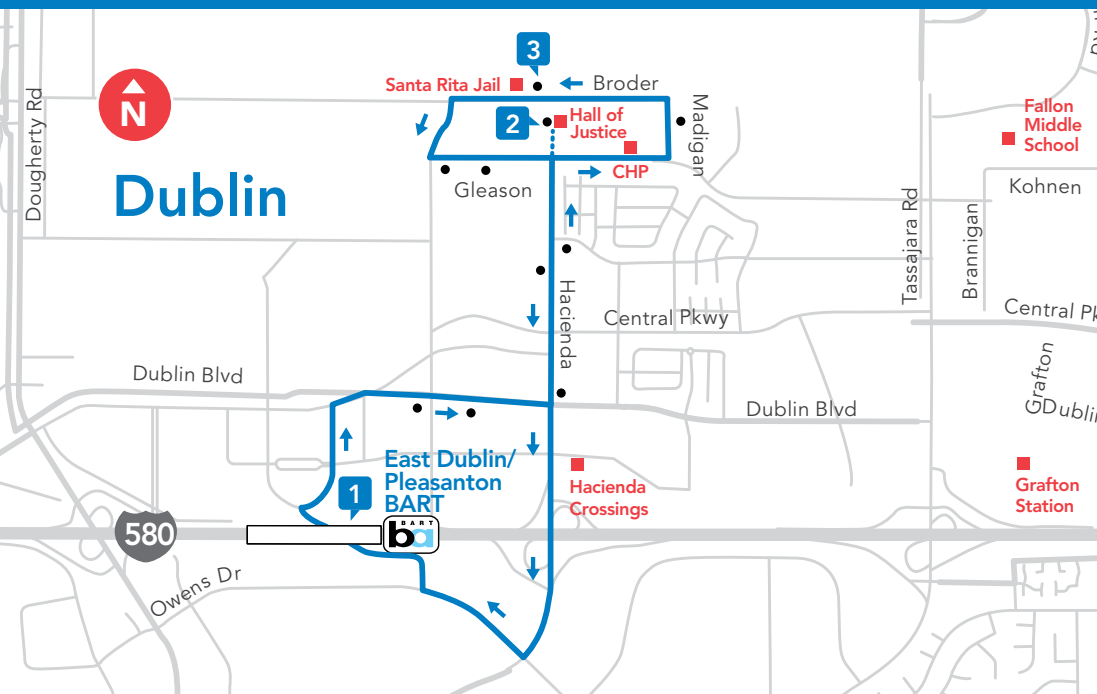 3
Santa Rita Jail
Broder
N
2
Hall of
Justice
Madigan
Fallon
Middle
School
Dougherty Rd
Dublin
Gleason
CHP
Kohnen
Tassajara Rd
Brannigan
Hacienda
Central Pkwy
Central Pk
Dublin Blvd
Grafton
Dublin Blvd
Dublin
East Dublin/
Pleasanton
BART
1
Hacienda
Crossings
Grafton
Station
580
BART
ba
Owens Dr